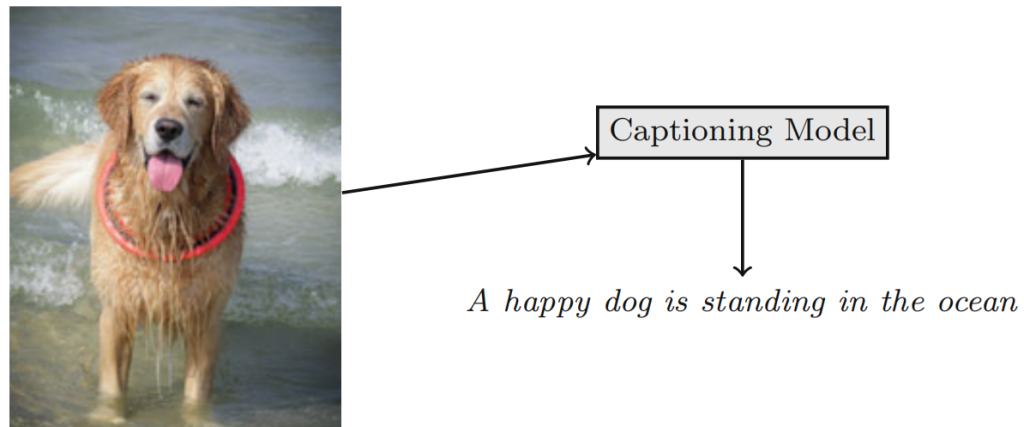 Captioning Model
A happy dog is standing in the ocean